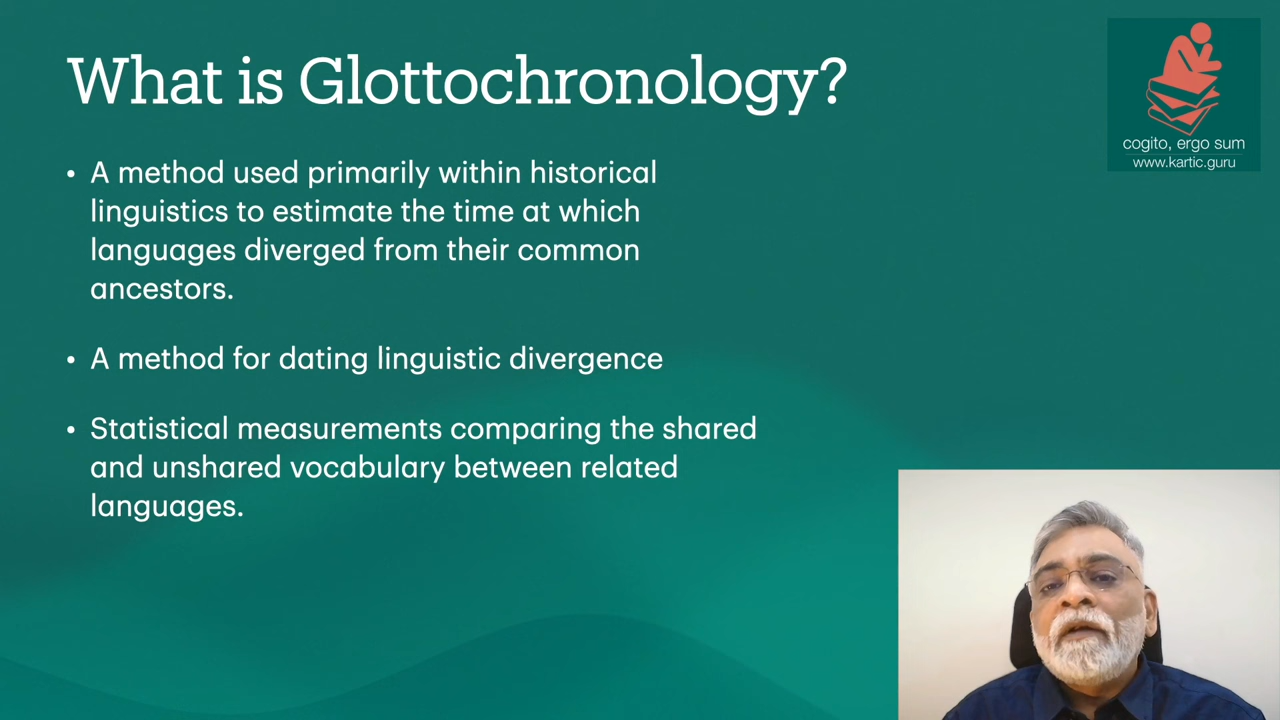 What is Glottochronology?
• A method used primarily within historical
linguistics to estimate the time at which
languages diverged from their common
ancestors.
• A method for dating linguistic divergence
• Statistical measurements comparing the shared
and unshared vocabulary between related
languages.
cogito, ergo sum
www.kartic.guru